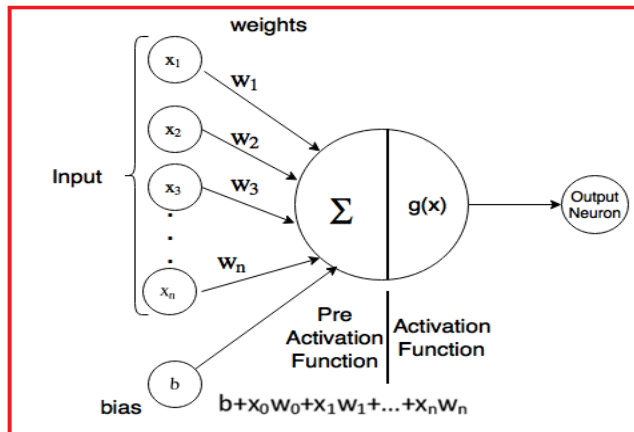 weights
x₁
w₁
x₂
w₂
Input
x₃
w₃
Σ
g(x)
Output
Neuron
wₙ
xₙ
Pre
Activation
Function
Activation
Function
b
bias
b+x₀w₀+x₁w₁+...+xₙwₙ